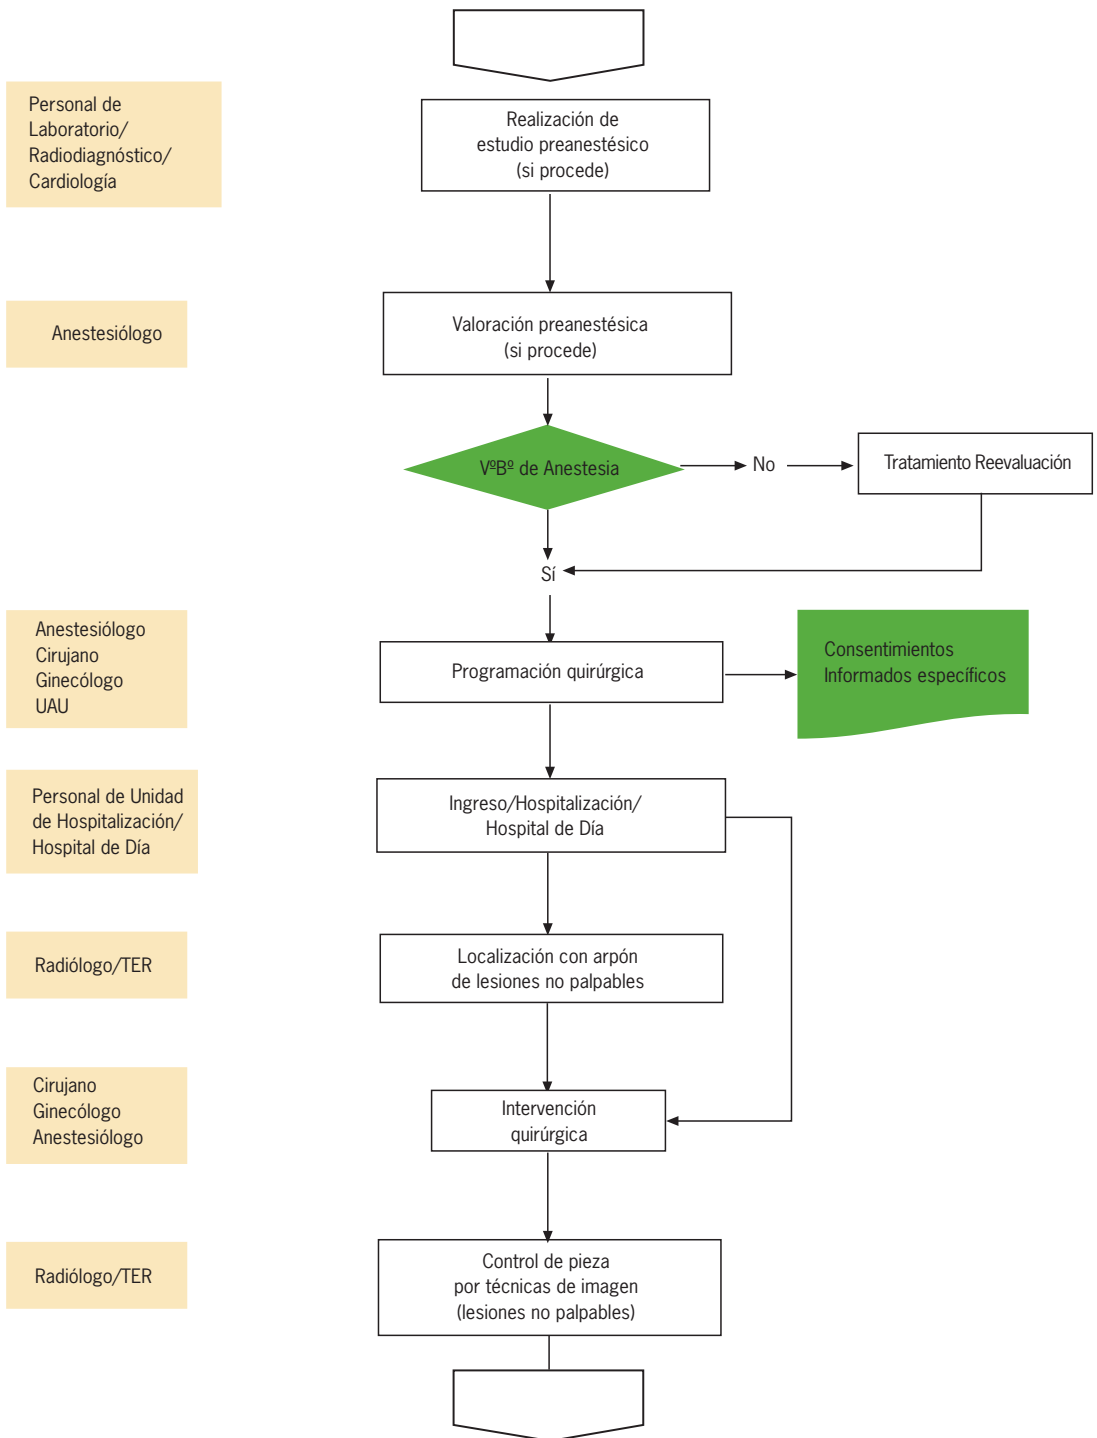 Personal de
Laboratorio/
Radiodiagnóstico/
Cardiología
Realización de
estudio preanestésico
(si procede)
Anestesiólogo
Valoración preanestésica
(si procede)
VºBº de Anestesia
No
Tratamiento Reevaluación
Sí
Anestesiólogo
Cirujano
Ginecólogo
UAU
Programación quirúrgica
Consentimientos
Informados específicos
Personal de Unidad
de Hospitalización/
Hospital de Día
Ingreso/Hospitalización/
Hospital de Día
Radiólogo/TER
Localización con arpón
de lesiones no palpables
Cirujano
Ginecólogo
Anestesiólogo
Intervención
quirúrgica
Radiólogo/TER
Control de pieza
por técnicas de imagen
(lesiones no palpables)